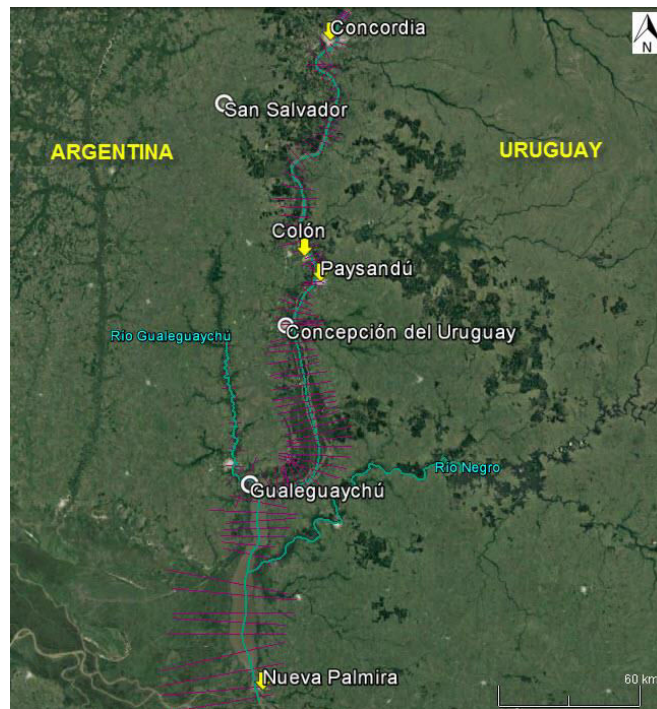 Concordia
N
San Salvador
ARGENTINA
URUGUAY
Colón
Paysandú
Concepción del Uruguay
Río Gualeguaychú
Río Negro
Gualeguaychú
Nueva Palmira
60 km